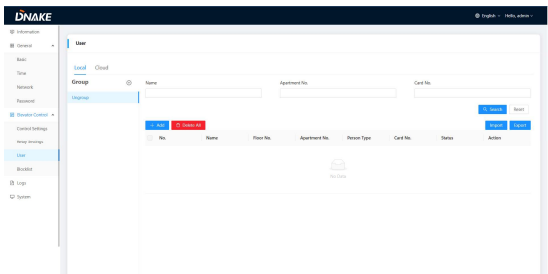 DNAKE
English
Hello, admin
Information
General
Basic
Time
Network
Password
Elevator Control
Control Settings
Relay Settings
User
Blocklist
Logs
System
User
Local Cloud
Group
Ungroup
Name Apartment No. Card No.
Search Reset
+ Add Delete All Import Export
No. Name Floor No. Apartment No. Person Type Card No. Status Action
No Data